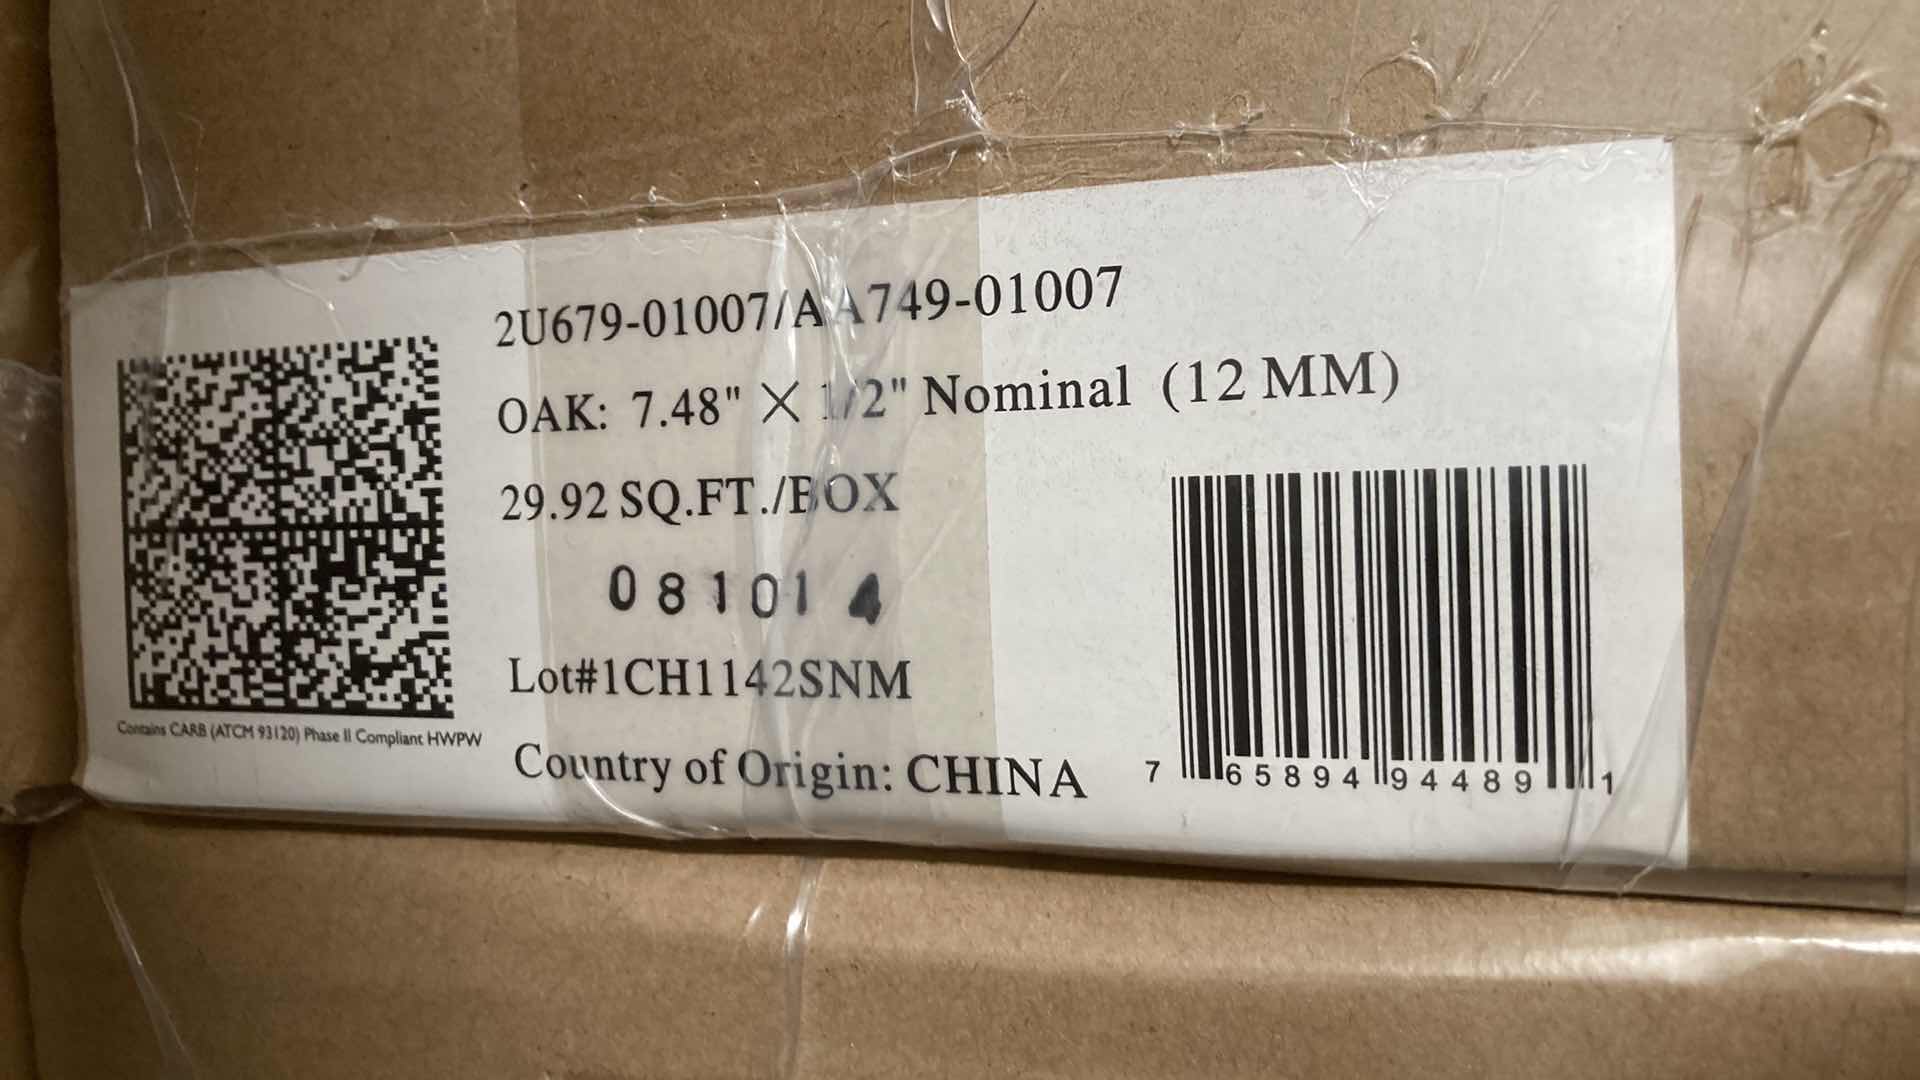 2U679-01007/AA749-01007
OAK: 7.48" × 1/2" Nominal (12 MM)
29.92 SQ.FT./BOX
081014
Lot#1CH1142SNM
Contains CARB (ATCM 93120) Phase II Compliant HWPW
Country of Origin: CHINA
7 65894 94489 1